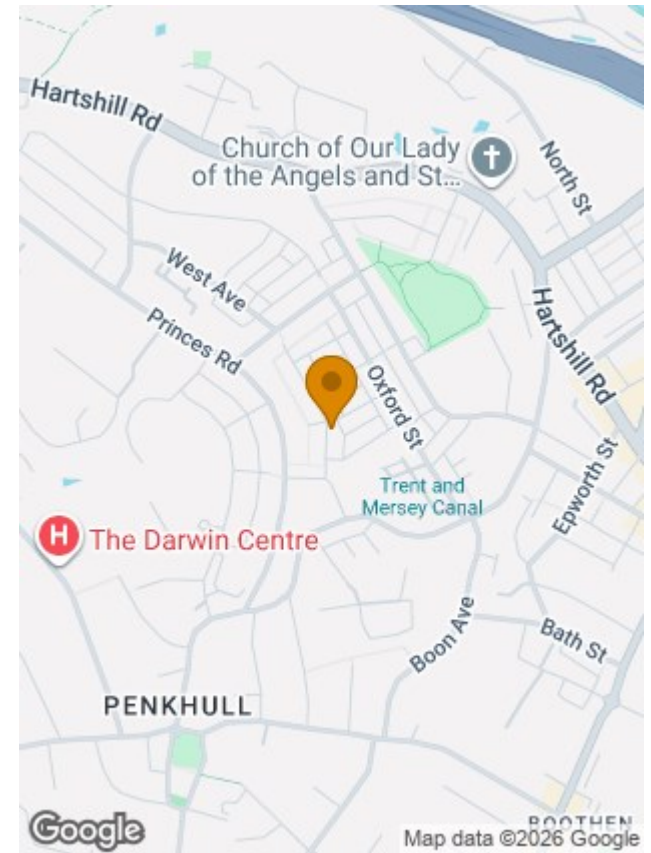 Hartshill Rd
Church of Our Lady
of the Angels and St...
North St
West Ave
Princes Rd
Hartshill Rd
Oxford St
Trent and
Mersey Canal
Epworth St
H
The Darwin Centre
Boon Ave
Bath St
PENKHULL
BOOTHEN
Google
Map data ©2026 Google